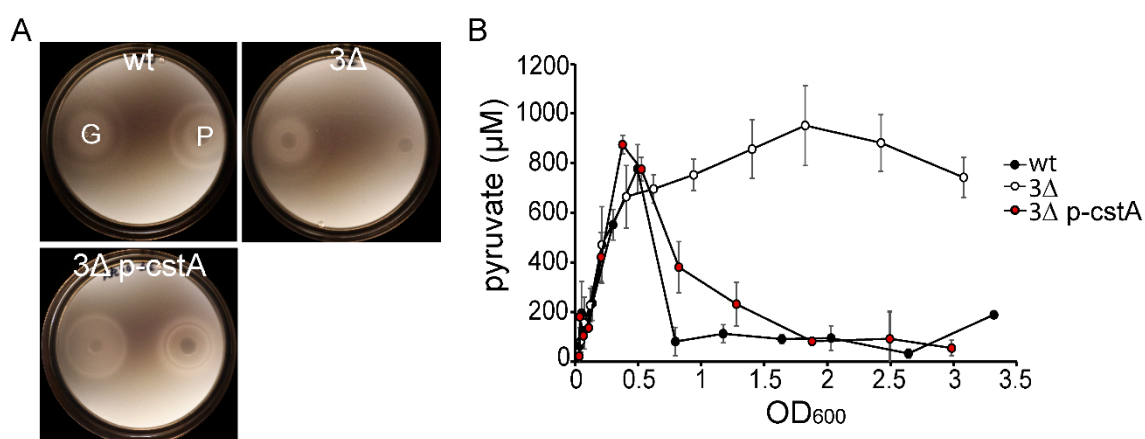 A
B
wt
3Δ
G
P
3Δ p-cstA
pyruvate (µM)
1200
1000
800
600
400
200
0
0
0.5
1
1.5
2
2.5
3
3.5
OD600
wt
3Δ
3Δ p-cstA